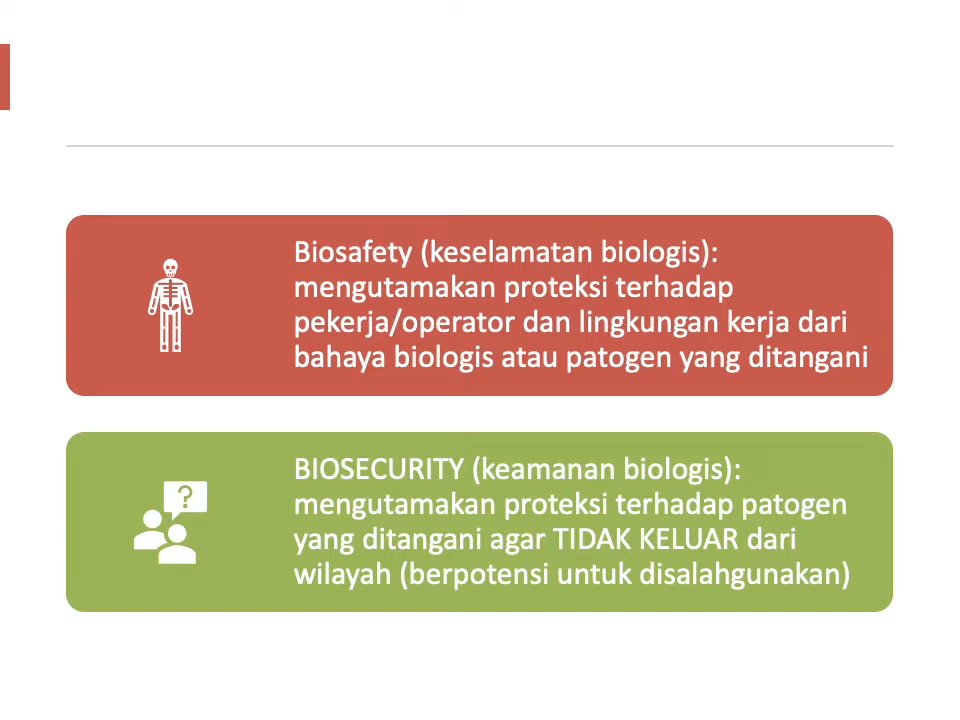 Biosafety (keselamatan biologis):
mengutamakan proteksi terhadap
pekerja/operator dan lingkungan kerja dari
bahaya biologis atau patogen yang ditangani
?
BIOSECURITY (keamanan biologis):
mengutamakan proteksi terhadap patogen
yang ditangani agar TIDAK KELUAR dari
wilayah (berpotensi untuk disalahgunakan)